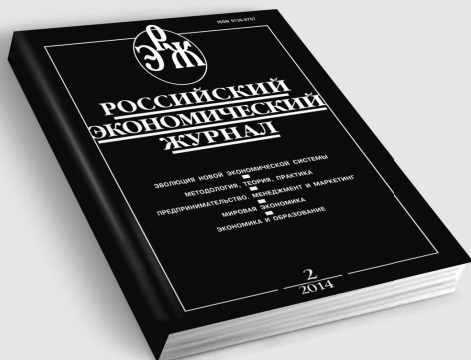 ISSN 0130-9757
ЭРЖ
РОССИЙСКИЙ
ЭКОНОМИЧЕСКИЙ
ЖУРНАЛ
ЭВОЛЮЦИЯ НОВОЙ ЭКОНОМИЧЕСКОЙ СИСТЕМЫ
МЕТОДОЛОГИЯ, ТЕОРИЯ, ПРАКТИКА
ПРЕДПРИНИМАТЕЛЬСТВО, МЕНЕДЖМЕНТ И МАРКЕТИНГ
МИРОВАЯ ЭКОНОМИКА
ЭКОНОМИКА И ОБРАЗОВАНИЕ
2
2014